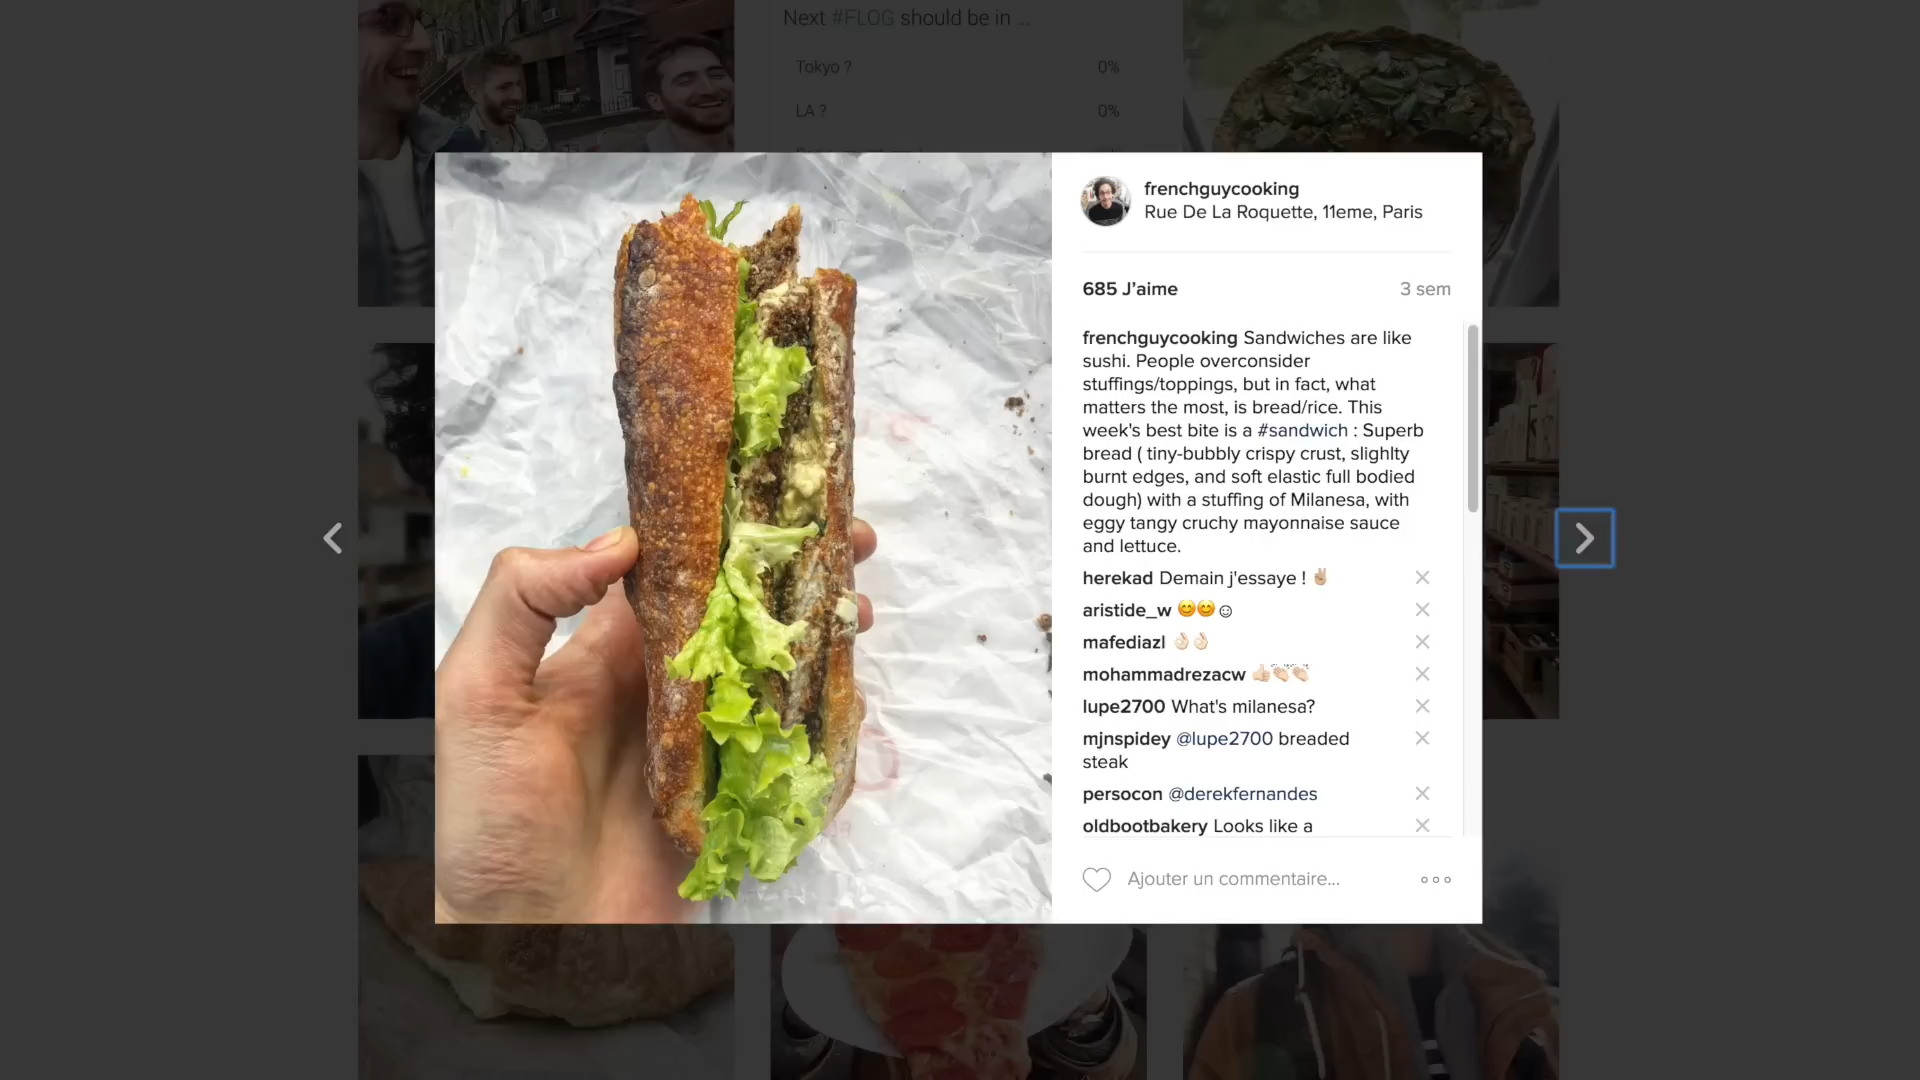 Next #FLOG should be in ...
Tokyo ? 0%
LA ? 0%
frenchguycooking
Rue De La Roquette, 11eme, Paris
685 J'aime 3 sem
frenchguycooking Sandwiches are like
sushi. People overconsider
stuffings/toppings, but in fact, what
matters the most, is bread/rice. This
week's best bite is a #sandwich : Superb
bread ( tiny-bubbly crispy crust, slighlty
burnt edges, and soft elastic full bodied
dough) with a stuffing of Milanesa, with
eggy tangy cruchy mayonnaise sauce
and lettuce.
herekad Demain j'essaye ! ✌🏼
aristide_w 😊😊☺
mafediazl 👌🏻👌🏻
mohammadrezacw 👍🏻👏🏻👏🏻
lupe2700 What's milanesa?
mjnspidey @lupe2700 breaded
steak
persocon @derekfernandes
oldbootbakery Looks like a
Ajouter un commentaire...